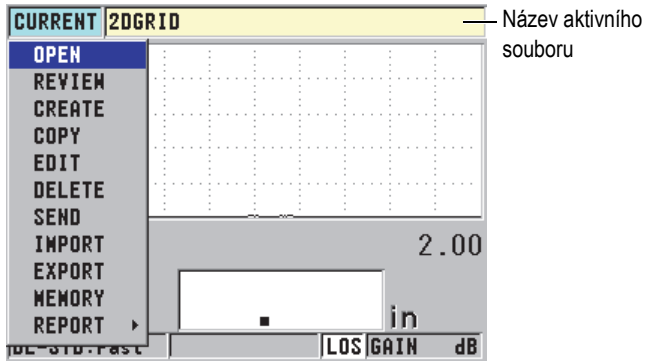 CURRENT 2DGRID
Název aktivního
souboru
OPEN
REVIEW
CREATE
COPY
EDIT
DELETE
SEND
IMPORT
EXPORT
MEMORY
REPORT
2.00
in
LOS GAIN dB